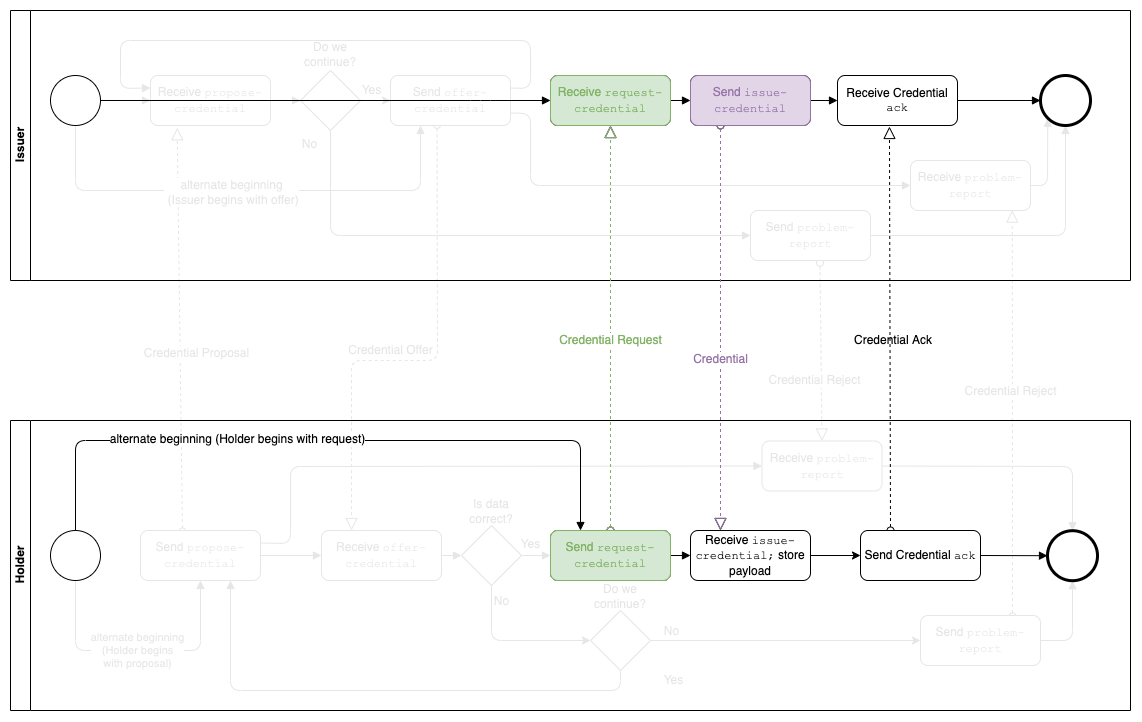 Issuer
Do we
continue?
Receive propose-
credential
Yes
Send offer-
credential
Receive request-
credential
Send issue-
credential
Receive Credential
ack
No
alternate beginning
(Issuer begins with offer)
Receive problem-
report
Send problem-
report
Credential Proposal
Credential Offer
Credential Request
Credential
Credential Ack
Credential Reject
Credential Reject
Holder
alternate beginning (Holder begins with request)
Receive problem-
report
Is data
correct?
Send propose-
credential
Receive offer-
credential
Yes
Send request-
credential
Receive issue-
credential; store
payload
Send Credential ack
No
Do we
continue?
alternate beginning
(Holder begins
with proposal)
No
Send problem-
report
Yes